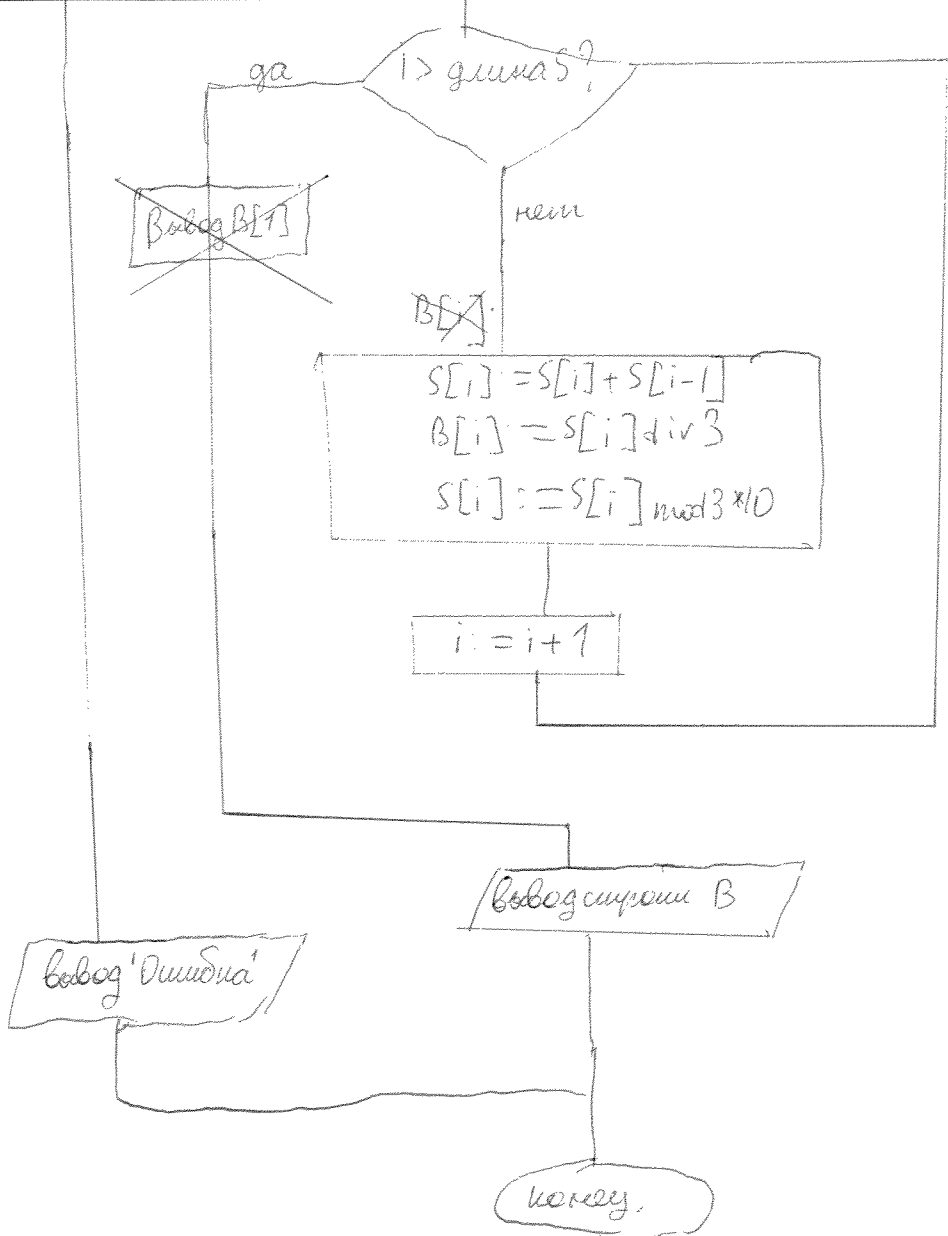 i > длина S?
да
нет
Вывод B[1]
B[i]
S[i] := S[i] + S[i-1]
B[i] := S[i] div 3
S[i] := S[i] mod 3 * 10
i := i + 1
вывод строки B
вывод 'Ошибка'
конец.